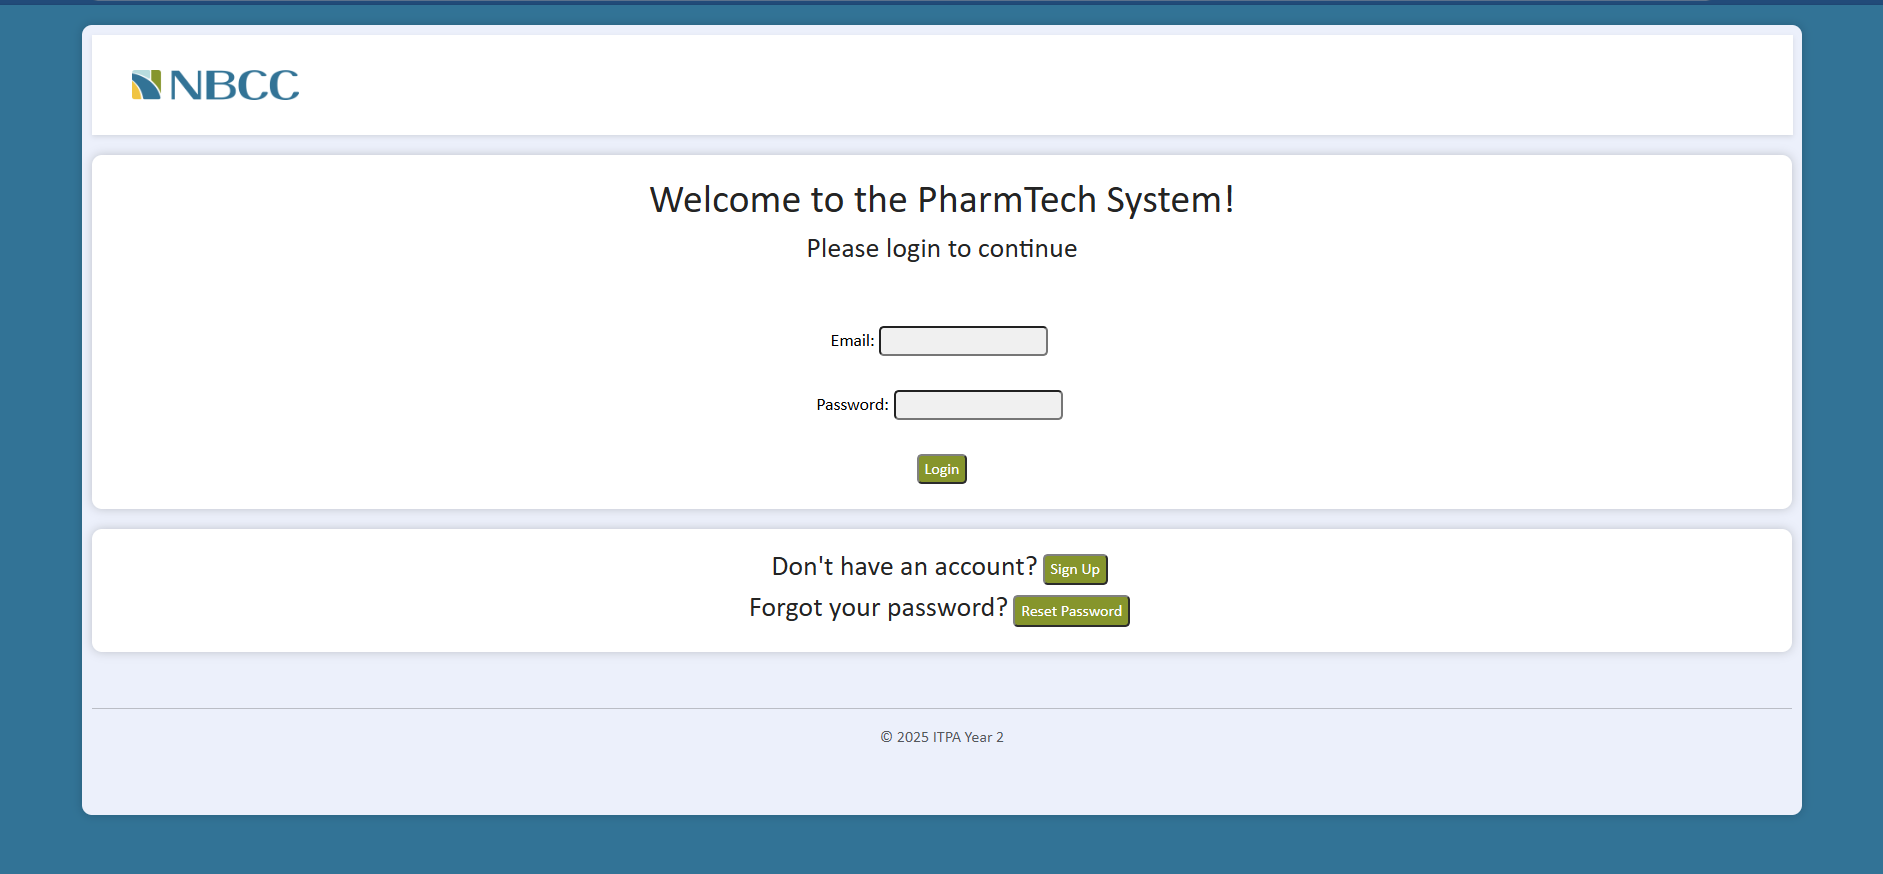 NBCC
Welcome to the PharmTech System!
Please login to continue
Email:
Password:
Login
Don't have an account? Sign Up
Forgot your password? Reset Password
© 2025 ITPA Year 2